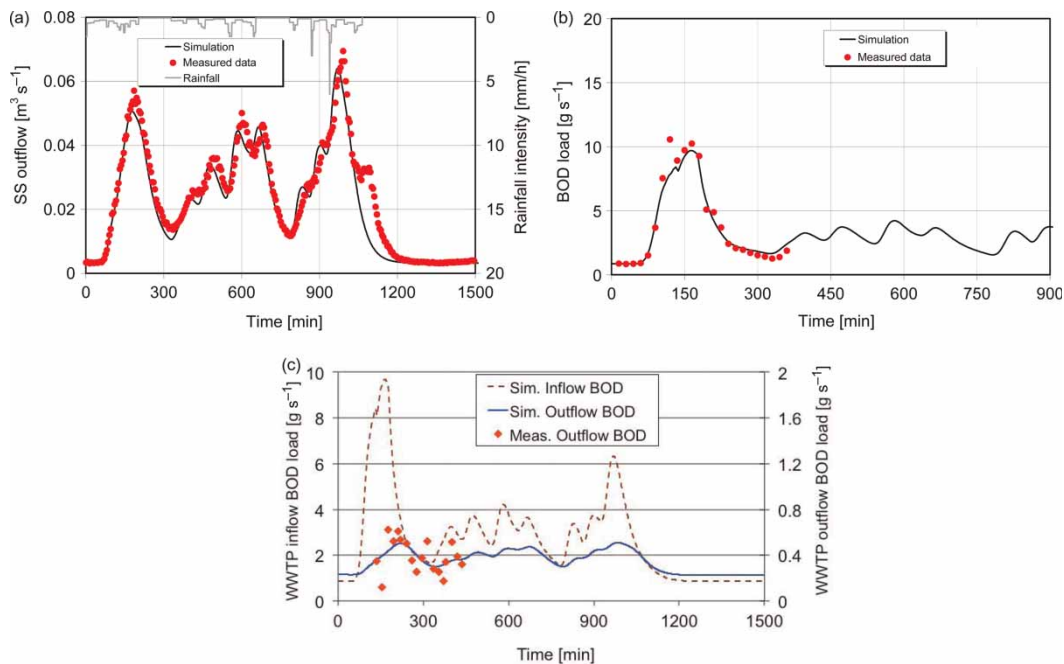 (a)
0.08
0.06
0.04
0.02
0
SS outflow [m³ s⁻¹]
Simulation
Measured data
Rainfall
0
5
10
15
20
Rainfall intensity [mm/h]
0 300 600 900 1200 1500
Time [min]
(b)
20
15
10
5
0
BOD load [g s⁻¹]
Simulation
Measured data
0 150 300 450 600 750 900
Time [min]
(c)
10
8
6
4
2
0
WWTP inflow BOD load [g s⁻¹]
Sim. Inflow BOD
Sim. Outflow BOD
Meas. Outflow BOD
2
1.6
1.2
0.8
0.4
0
WWTP outflow BOD load [g s⁻¹]
0 300 600 900 1200 1500
Time [min]